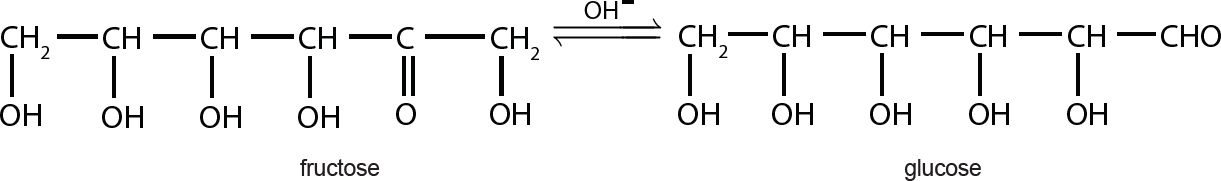 OH⁻
CH₂ CH CH CH C CH₂ CH₂ CH CH CH CH CHO
OH OH OH OH O OH OH OH OH OH OH
fructose glucose